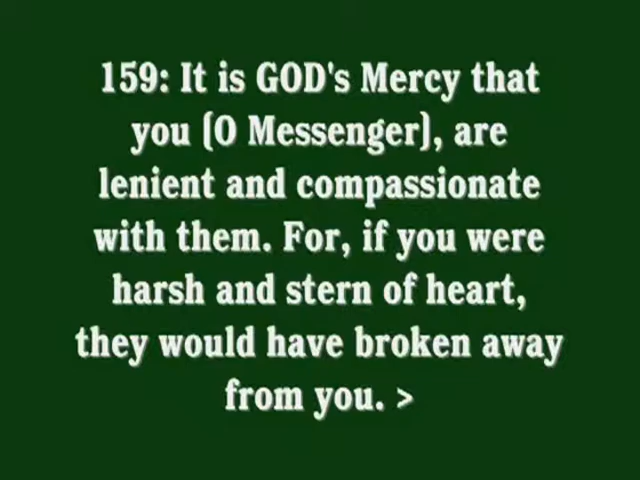 159: It is GOD's Mercy that
you (O Messenger), are
lenient and compassionate
with them. For, if you were
harsh and stern of heart,
they would have broken away
from you. >